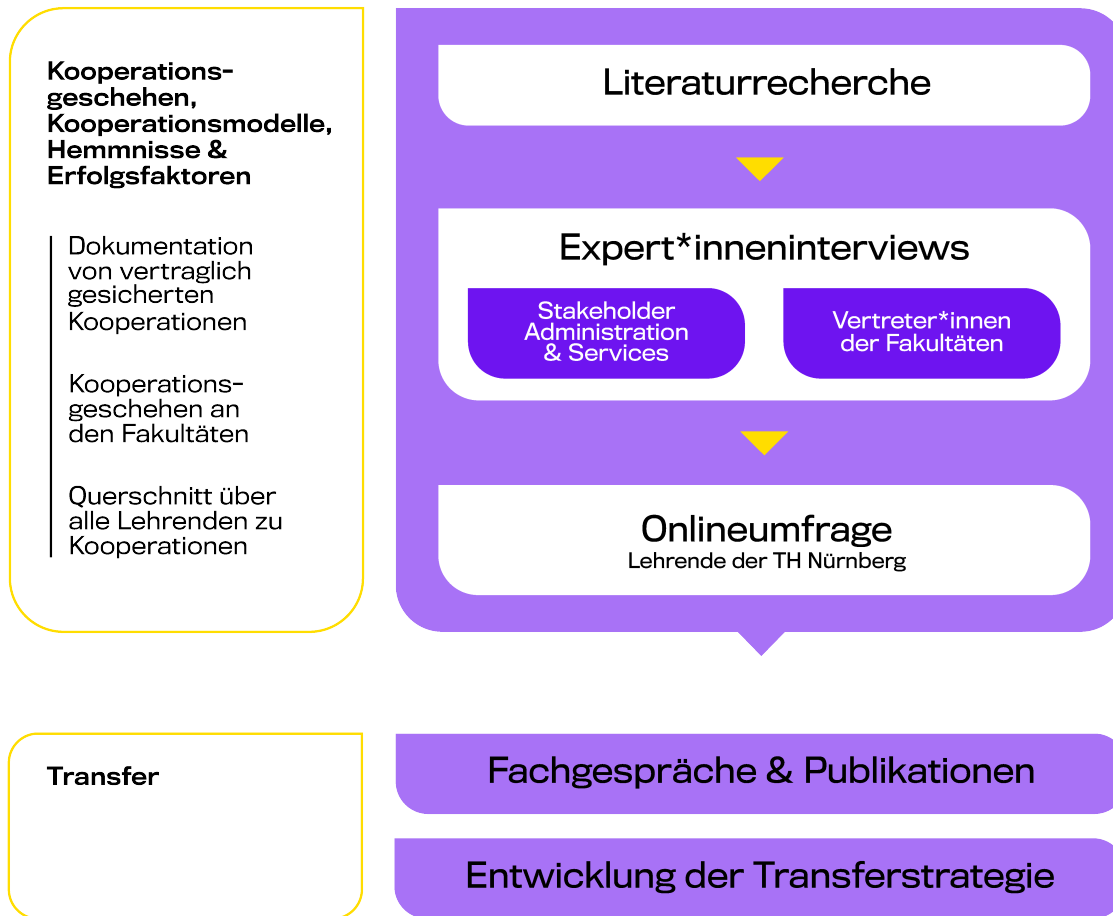 Kooperations-
geschehen,
Kooperationsmodelle,
Hemmnisse &
Erfolgsfaktoren
Dokumentation
von vertraglich
gesicherten
Kooperationen
Kooperations-
geschehen an
den Fakultäten
Querschnitt über
alle Lehrenden zu
Kooperationen
Literaturrecherche
Expert*inneninterviews
Stakeholder
Administration
& Services
Vertreter*innen
der Fakultäten
Onlineumfrage
Lehrende der TH Nürnberg
Transfer
Fachgespräche & Publikationen
Entwicklung der Transferstrategie